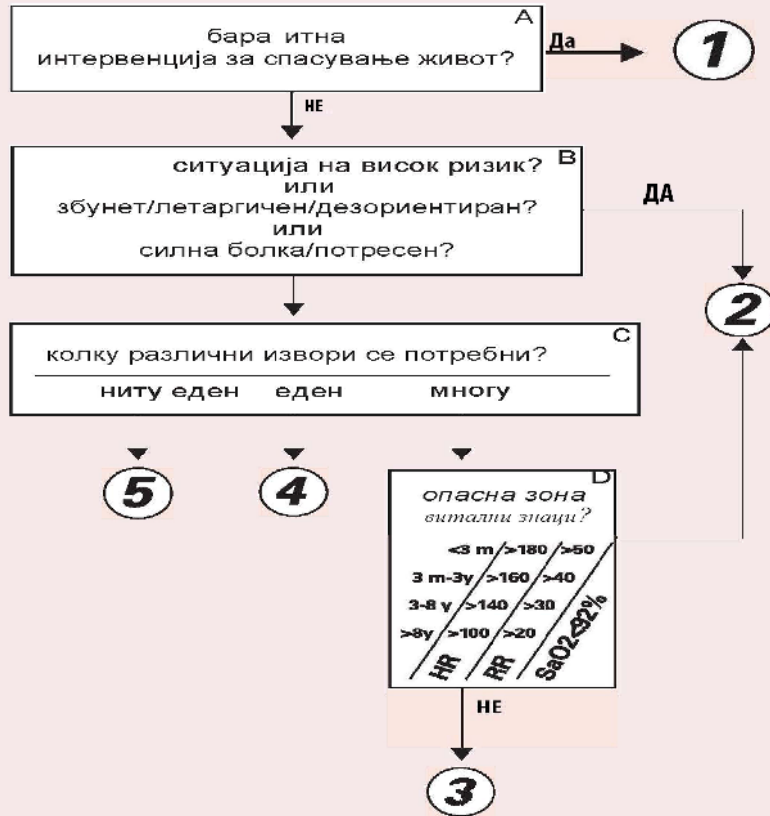 A
бара итна
интервенција за спасување живот?
Да
1
НЕ
B
ситуација на висок ризик?
или
збунет/летаргичен/дезориентиран?
или
силна болка/потресен?
ДА
2
C
колку различни извори се потребни?
ниту еден еден многу
5 4
D
опасна зона
витални знаци?
<3 m/>180/>50
3 m-3y/>160/>40
3-8 y/>140/>30
>8y/>100/>20
HR RR SaO2<92%
НЕ
3